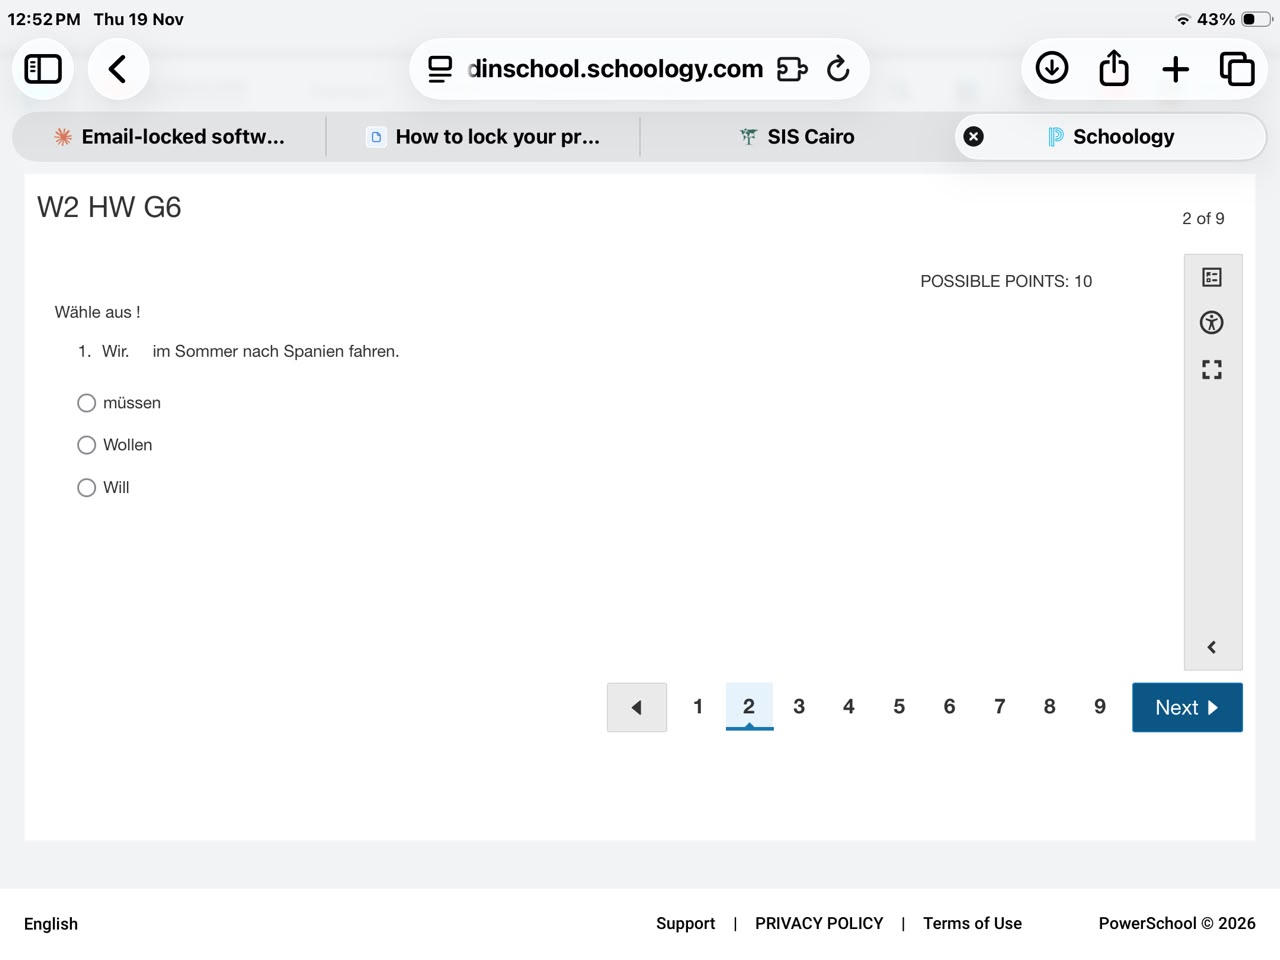 12:52 PM Thu 19 Nov
43%
dinschool.schoology.com
Email-locked softw...
How to lock your pr...
SIS Cairo
Schoology
W2 HW G6
2 of 9
POSSIBLE POINTS: 10
Wähle aus !
1. Wir. im Sommer nach Spanien fahren.
müssen
Wollen
Will
1 2 3 4 5 6 7 8 9 Next
English
Support | PRIVACY POLICY | Terms of Use
PowerSchool © 2026